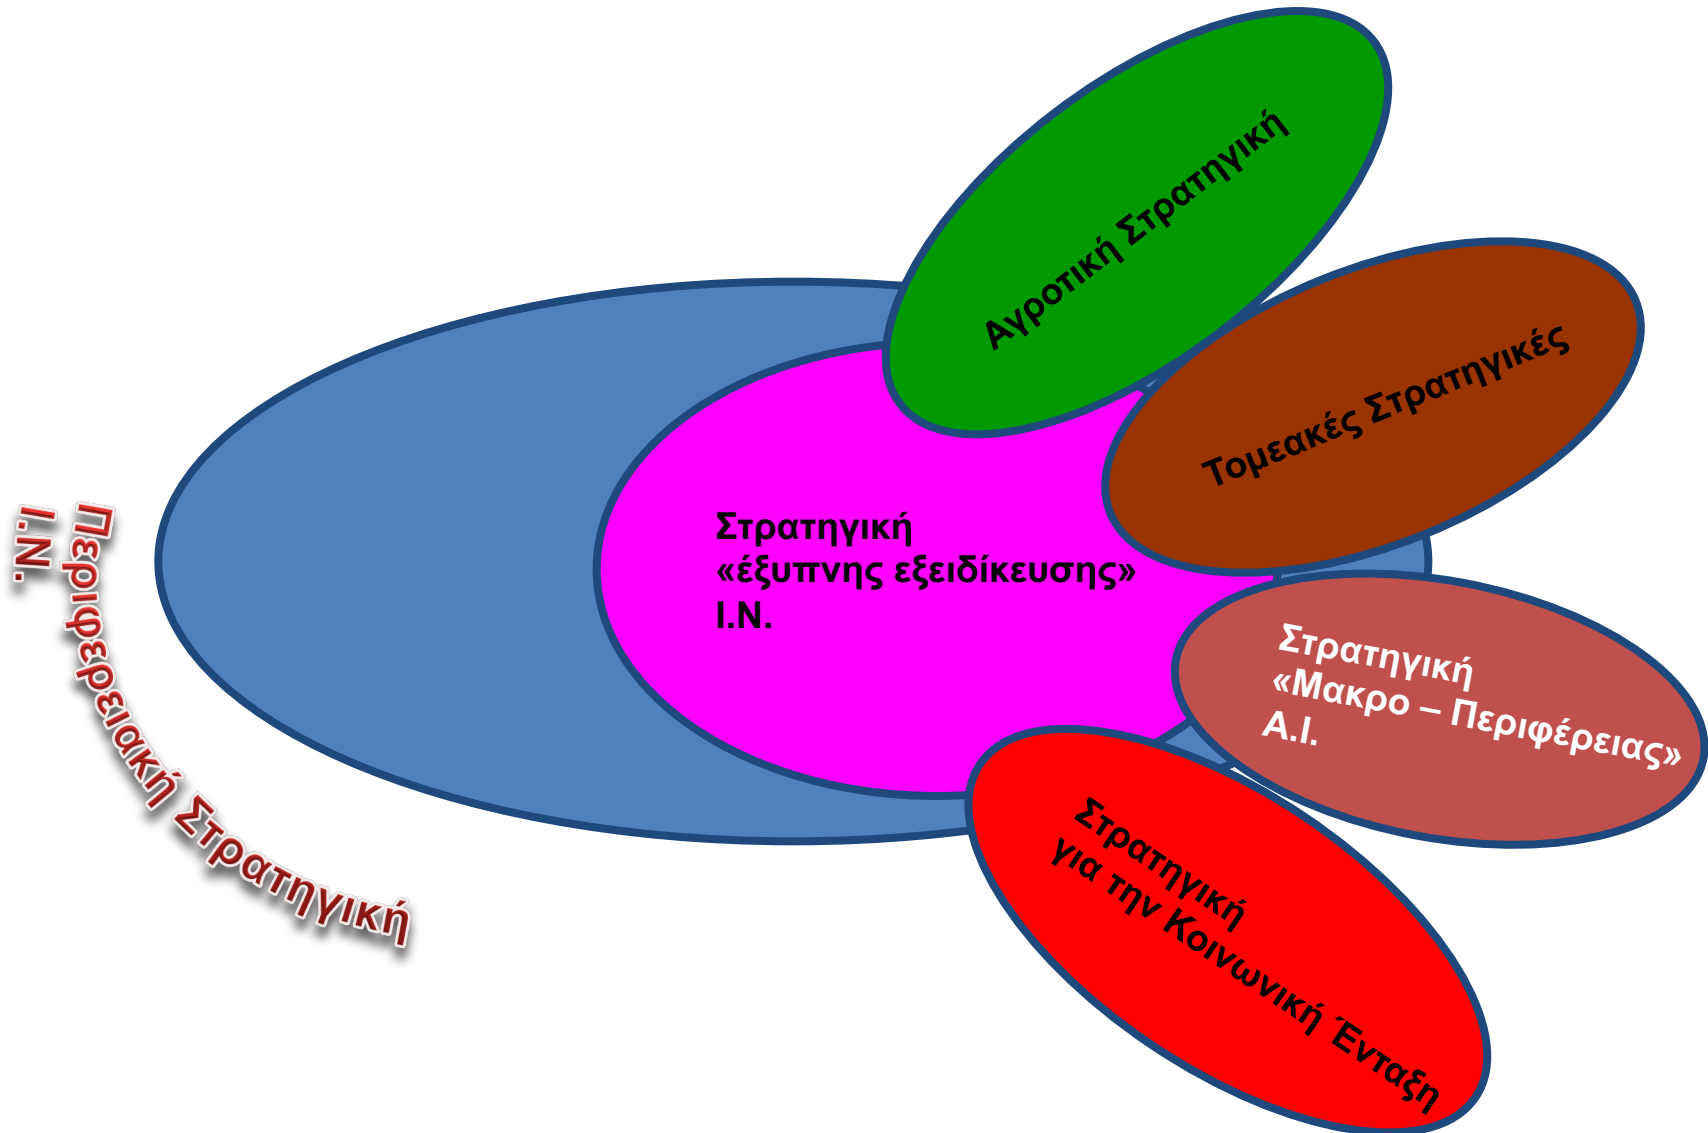 Αγροτική Στρατηγική
Τομεακές Στρατηγικές
Στρατηγική
«έξυπνης εξειδίκευσης»
Ι.Ν.
Στρατηγική
«Μακρο – Περιφέρειας»
Α.Ι.
Στρατηγική
για την Κοινωνική Ένταξη
Περιφερειακή Στρατηγική
Ι.Ν.